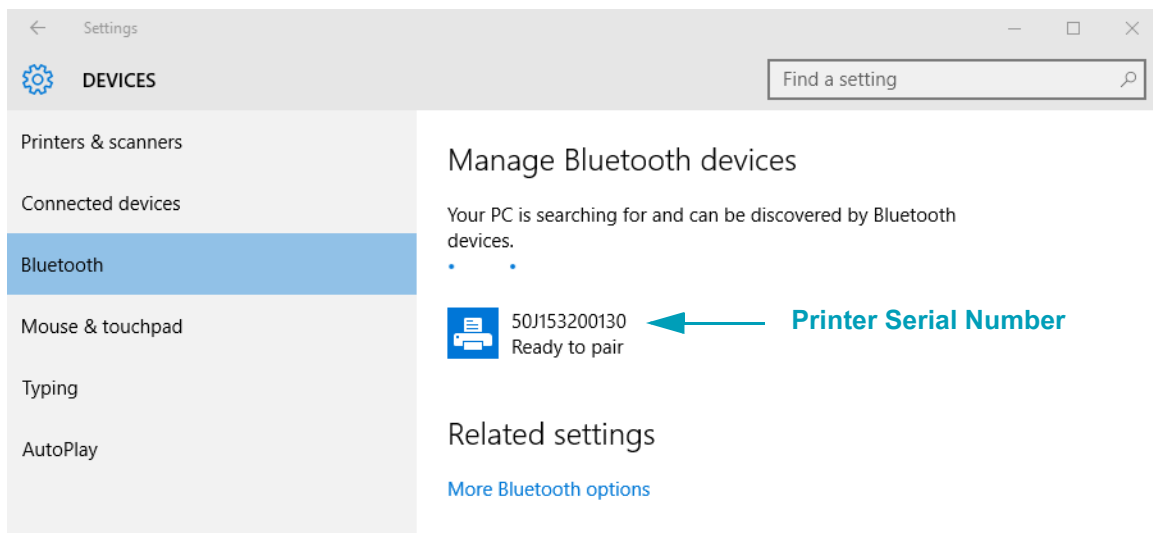 Settings
DEVICES
Find a setting
Printers & scanners
Connected devices
Bluetooth
Mouse & touchpad
Typing
AutoPlay
Manage Bluetooth devices
Your PC is searching for and can be discovered by Bluetooth
devices.
50J153200130
Printer Serial Number
Ready to pair
Related settings
More Bluetooth options